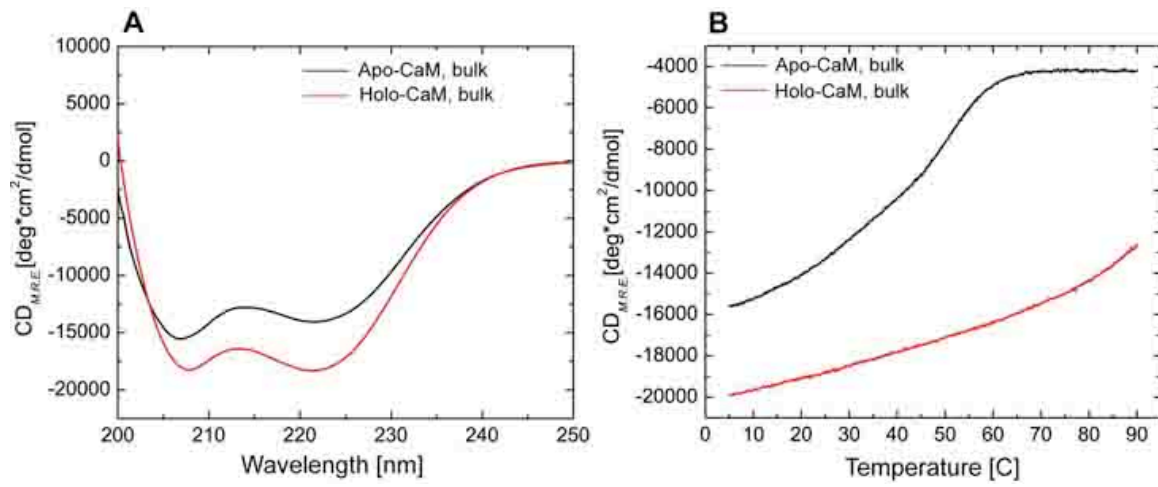 A
Apo-CaM, bulk
Holo-CaM, bulk
10000
5000
0
-5000
-10000
-15000
-20000
CD M.R.E. [deg*cm²/dmol]
200 210 220 230 240 250
Wavelength [nm]
B
Apo-CaM, bulk
Holo-CaM, bulk
-4000
-6000
-8000
-10000
-12000
-14000
-16000
-18000
-20000
CD M.R.E. [deg*cm²/dmol]
0 10 20 30 40 50 60 70 80 90
Temperature [C]